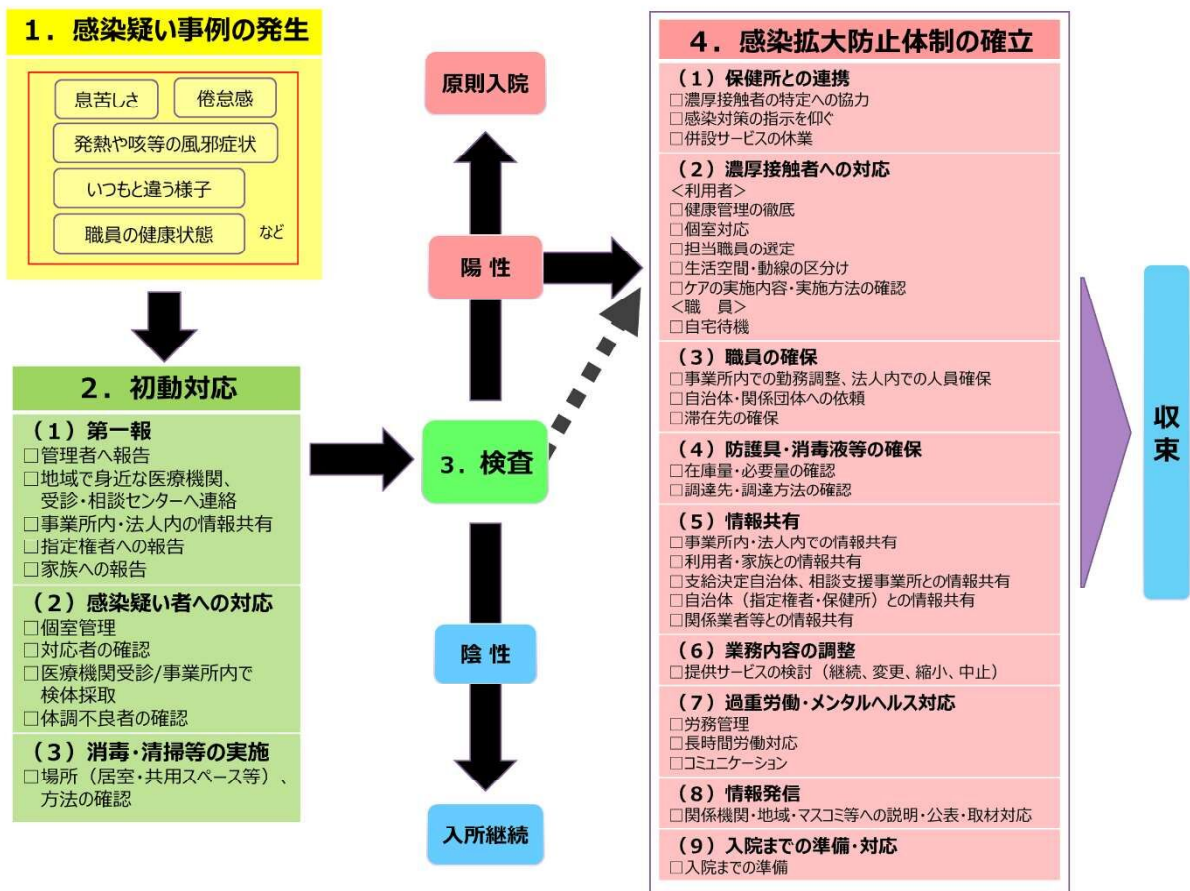 1．感染疑い事例の発生
息苦しさ
倦怠感
発熱や咳等の風邪症状
いつもと違う様子
職員の健康状態
など
2．初動対応
（1）第一報
□管理者へ報告
□地域で身近な医療機関、
受診・相談センターへ連絡
□事業所内・法人内の情報共有
□指定権者への報告
□家族への報告
（2）感染疑い者への対応
□個室管理
□対応者の確認
□医療機関受診/事業所内で
検体採取
□体調不良者の確認
（3）消毒・清掃等の実施
□場所（居室・共用スペース等）、
方法の確認
原則入院
陽 性
3．検査
陰 性
入所継続
4．感染拡大防止体制の確立
（1）保健所との連携
□濃厚接触者の特定への協力
□感染対策の指示を仰ぐ
□併設サービスの休業
（2）濃厚接触者への対応
＜利用者＞
□健康管理の徹底
□個室対応
□担当職員の選定
□生活空間・動線の区分け
□ケアの実施内容・実施方法の確認
＜職　員＞
□自宅待機
（3）職員の確保
□事業所内での勤務調整、法人内での人員確保
□自治体・関係団体への依頼
□滞在先の確保
（4）防護具・消毒液等の確保
□在庫量・必要量の確認
□調達先・調達方法の確認
（5）情報共有
□事業所内・法人内での情報共有
□利用者・家族との情報共有
□支給決定自治体、相談支援事業所との情報共有
□自治体（指定権者・保健所）との情報共有
□関係業者等との情報共有
（6）業務内容の調整
□提供サービスの検討（継続、変更、縮小、中止）
（7）過重労働・メンタルヘルス対応
□労務管理
□長時間労働対応
□コミュニケーション
（8）情報発信
□関係機関・地域・マスコミ等への説明・公表・取材対応
（9）入院までの準備・対応
□入院までの準備
収束